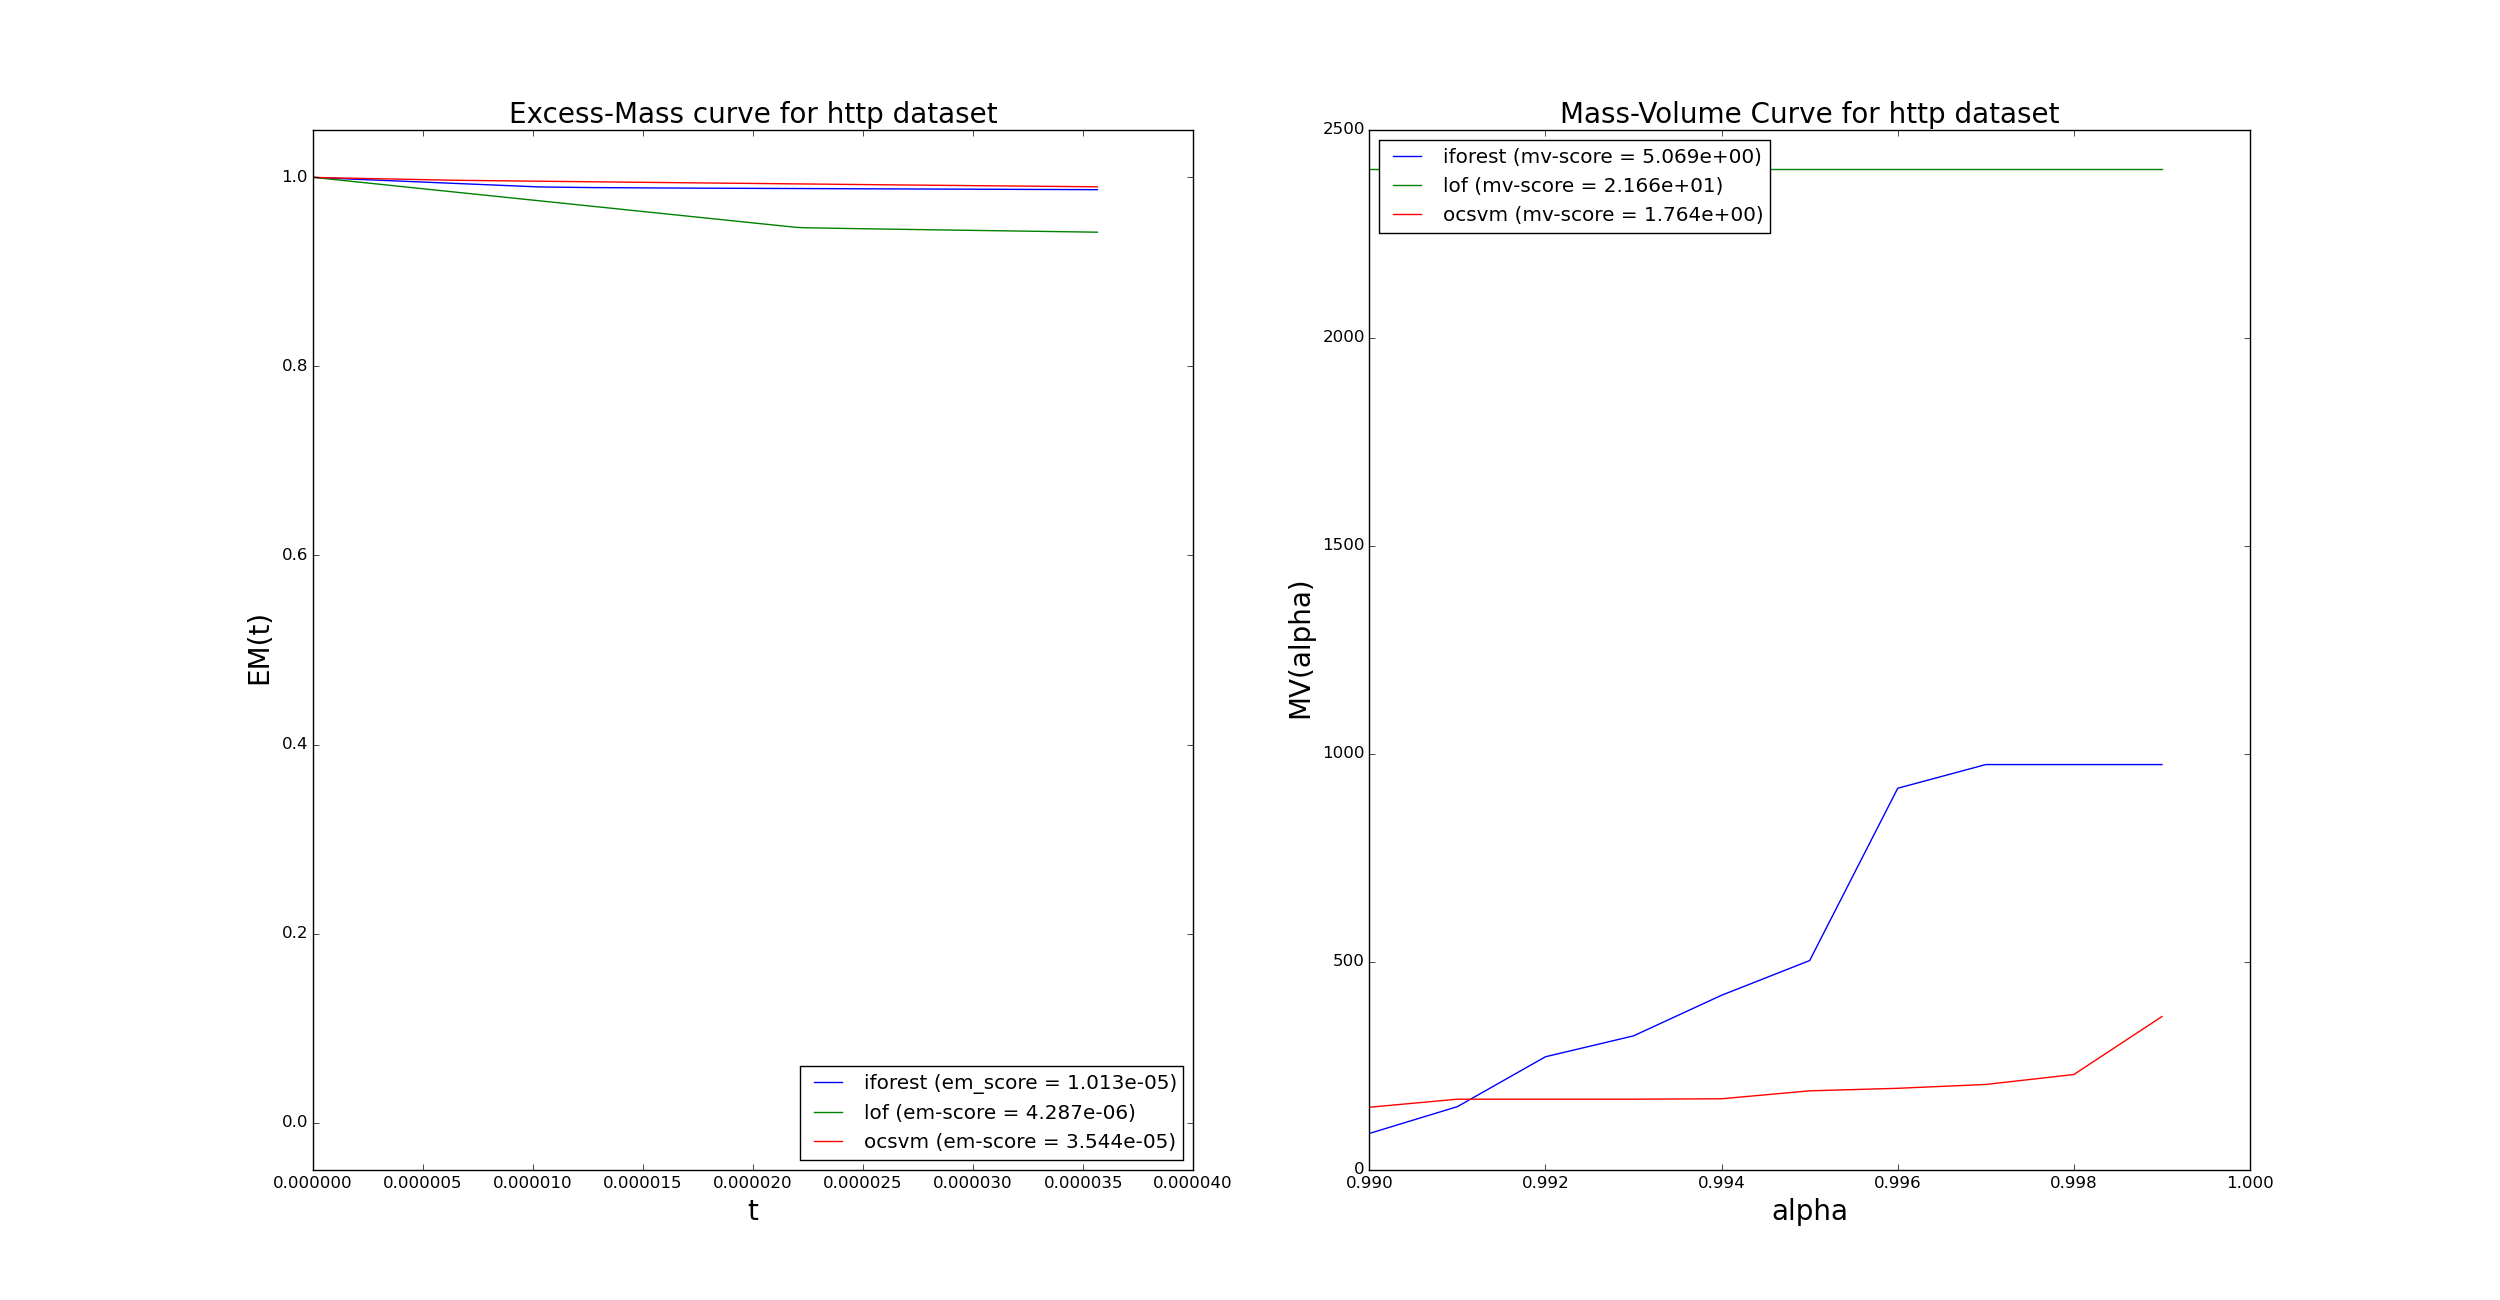 Excess-Mass curve for http dataset
1.0
0.8
0.6
0.4
0.2
0.0
EM(t)
iforest (em_score = 1.013e-05)
lof (em-score = 4.287e-06)
ocsvm (em-score = 3.544e-05)
0.000000 0.000005 0.000010 0.000015 0.000020 0.000025 0.000030 0.000035 0.000040
t
Mass-Volume Curve for http dataset
2500
2000
1500
1000
500
0
MV(alpha)
iforest (mv-score = 5.069e+00)
lof (mv-score = 2.166e+01)
ocsvm (mv-score = 1.764e+00)
0.990 0.992 0.994 0.996 0.998 1.000
alpha